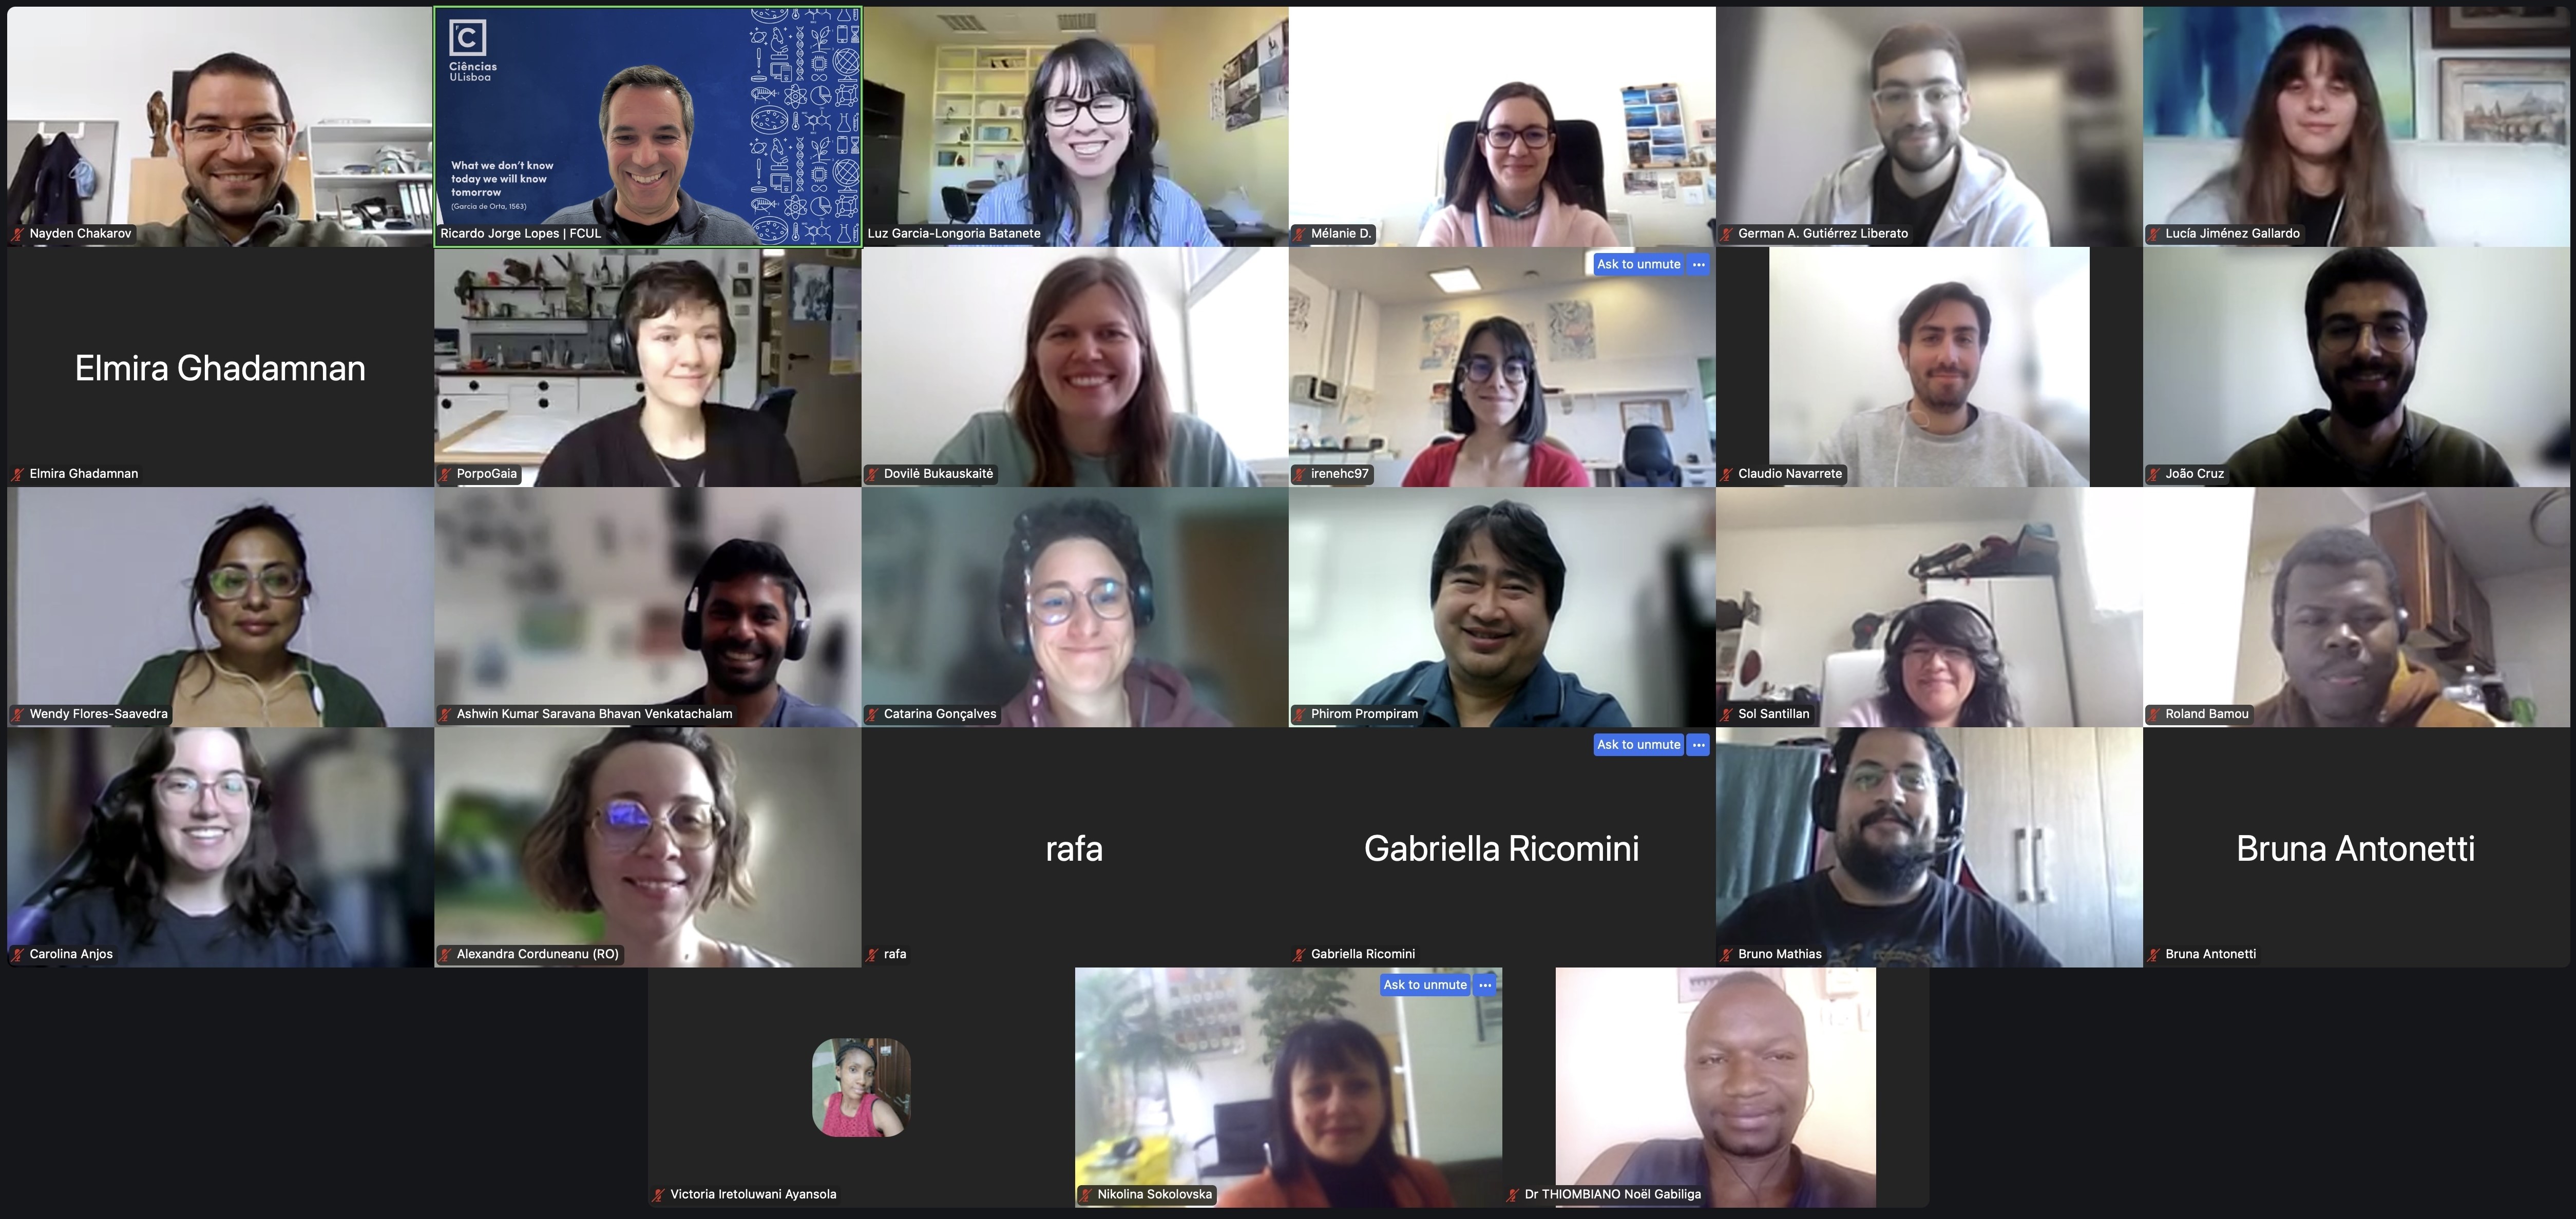 C
Ciências
ULisboa
What we don't know
today we will know
tomorrow
(Garcia de Orta, 1563)
Nayden Chakarov
Ricardo Jorge Lopes | FCUL
Luz Garcia-Longoria Batanete
Mélanie D.
German A. Gutiérrez Liberato
Lucía Jiménez Gallardo
Elmira Ghadamnan
Ask to unmute
Elmira Ghadamnan
PorpoGaia
Dovilė Bukauskaitė
irenehc97
Claudio Navarrete
João Cruz
Wendy Flores-Saavedra
Ashwin Kumar Saravana Bhavan Venkatachalam
Catarina Gonçalves
Phirom Prompiram
Sol Santillan
Roland Bamou
Ask to unmute
rafa
Gabriella Ricomini
Bruna Antonetti
Carolina Anjos
Alexandra Corduneanu (RO)
rafa
Gabriella Ricomini
Bruno Mathias
Bruna Antonetti
Ask to unmute
Victoria Iretoluwani Ayansola
Nikolina Sokolovska
Dr THIOMBIANO Noël Gabiliga